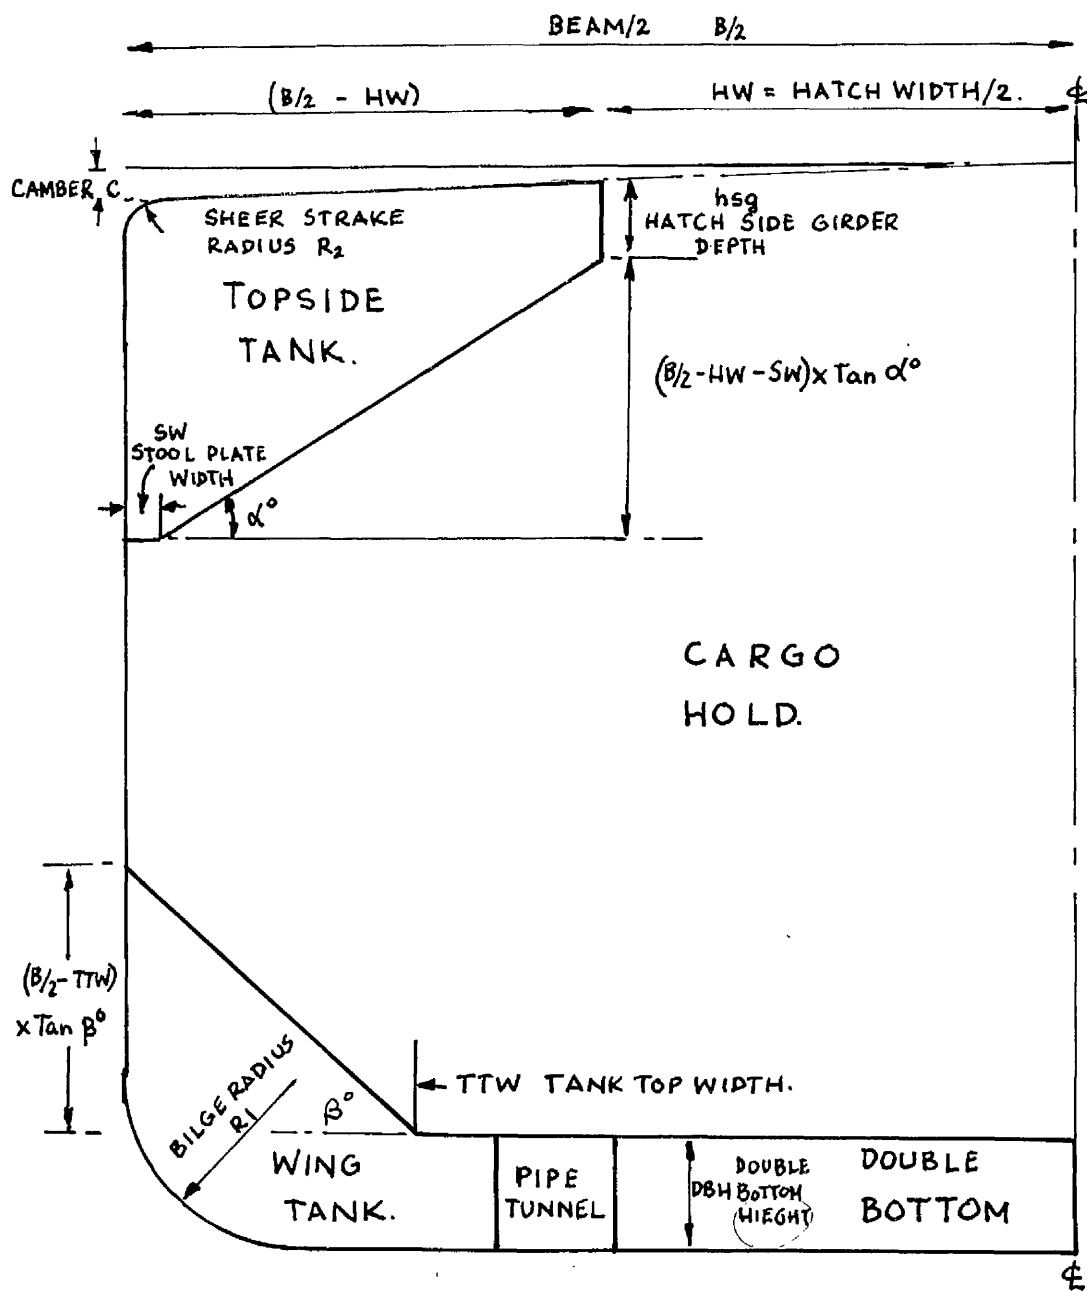 BEAM/2 B/2
(B/2 - HW)
HW = HATCH WIDTH/2.
℄
CAMBER C
SHEER STRAKE
RADIUS R₂
hsg
HATCH SIDE GIRDER
DEPTH
TOPSIDE
TANK.
(B/2-HW-SW)x Tan α°
SW
STOOL PLATE
WIDTH
α°
CARGO
HOLD.
(B/2-TTW)
x Tan β°
BILGE RADIUS
R1
β°
TTW TANK TOP WIDTH.
WING
TANK.
PIPE
TUNNEL
DBH
DOUBLE
BOTTOM
HIEGHT
DOUBLE
BOTTOM
℄